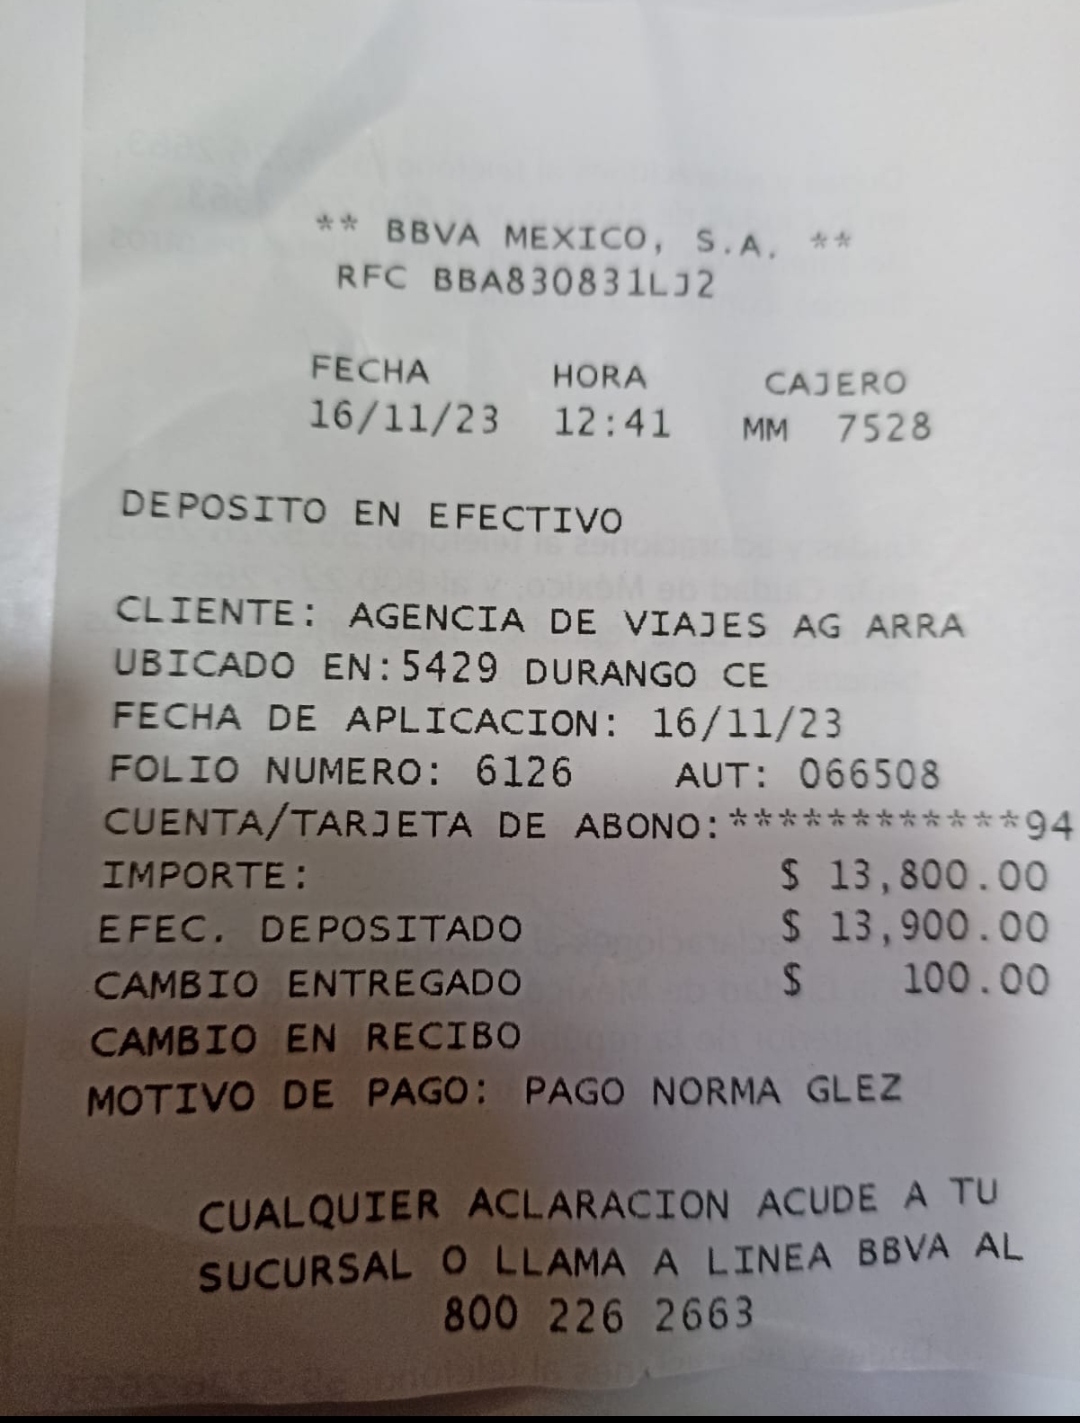 ** BBVA MEXICO, S.A. **
RFC BBA830831LJ2
FECHA HORA CAJERO
16/11/23 12:41 MM 7528
DEPOSITO EN EFECTIVO
CLIENTE: AGENCIA DE VIAJES AG ARRA
UBICADO EN:5429 DURANGO CE
FECHA DE APLICACION: 16/11/23
FOLIO NUMERO: 6126 AUT: 066508
CUENTA/TARJETA DE ABONO:************94
IMPORTE: $ 13,800.00
EFEC. DEPOSITADO $ 13,900.00
CAMBIO ENTREGADO $ 100.00
CAMBIO EN RECIBO
MOTIVO DE PAGO: PAGO NORMA GLEZ
CUALQUIER ACLARACION ACUDE A TU
SUCURSAL O LLAMA A LINEA BBVA AL
800 226 2663